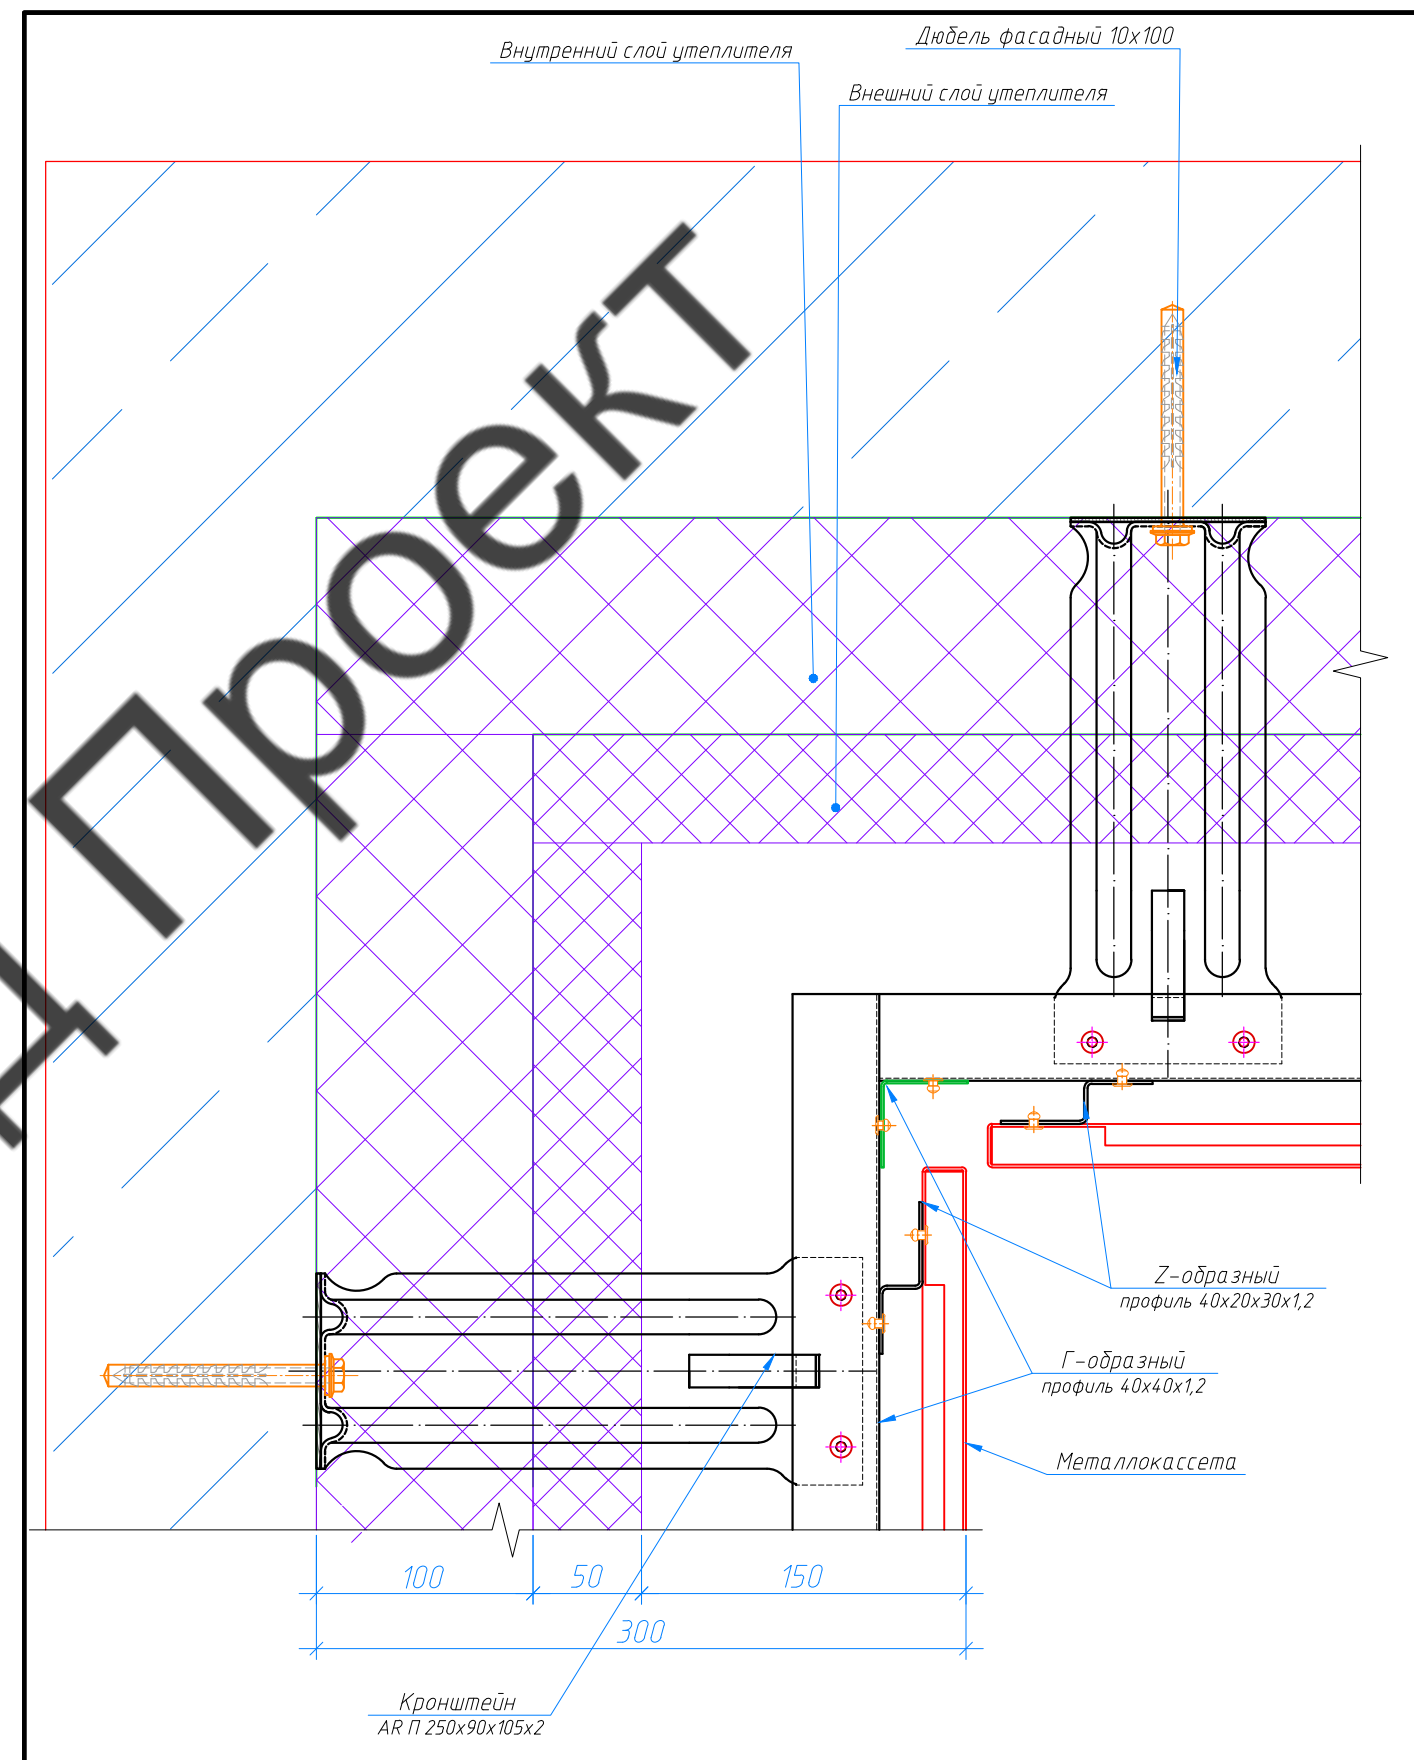 Внутренний слой утеплителя
Дюбель фасадный 10х100
Внешний слой утеплителя
Д Проект
Z-образный
профиль 40х20х30х1,2
Г-образный
профиль 40х40х1,2
Металлокассета
100
50
150
300
Кронштейн
AR П 250х90х105х2